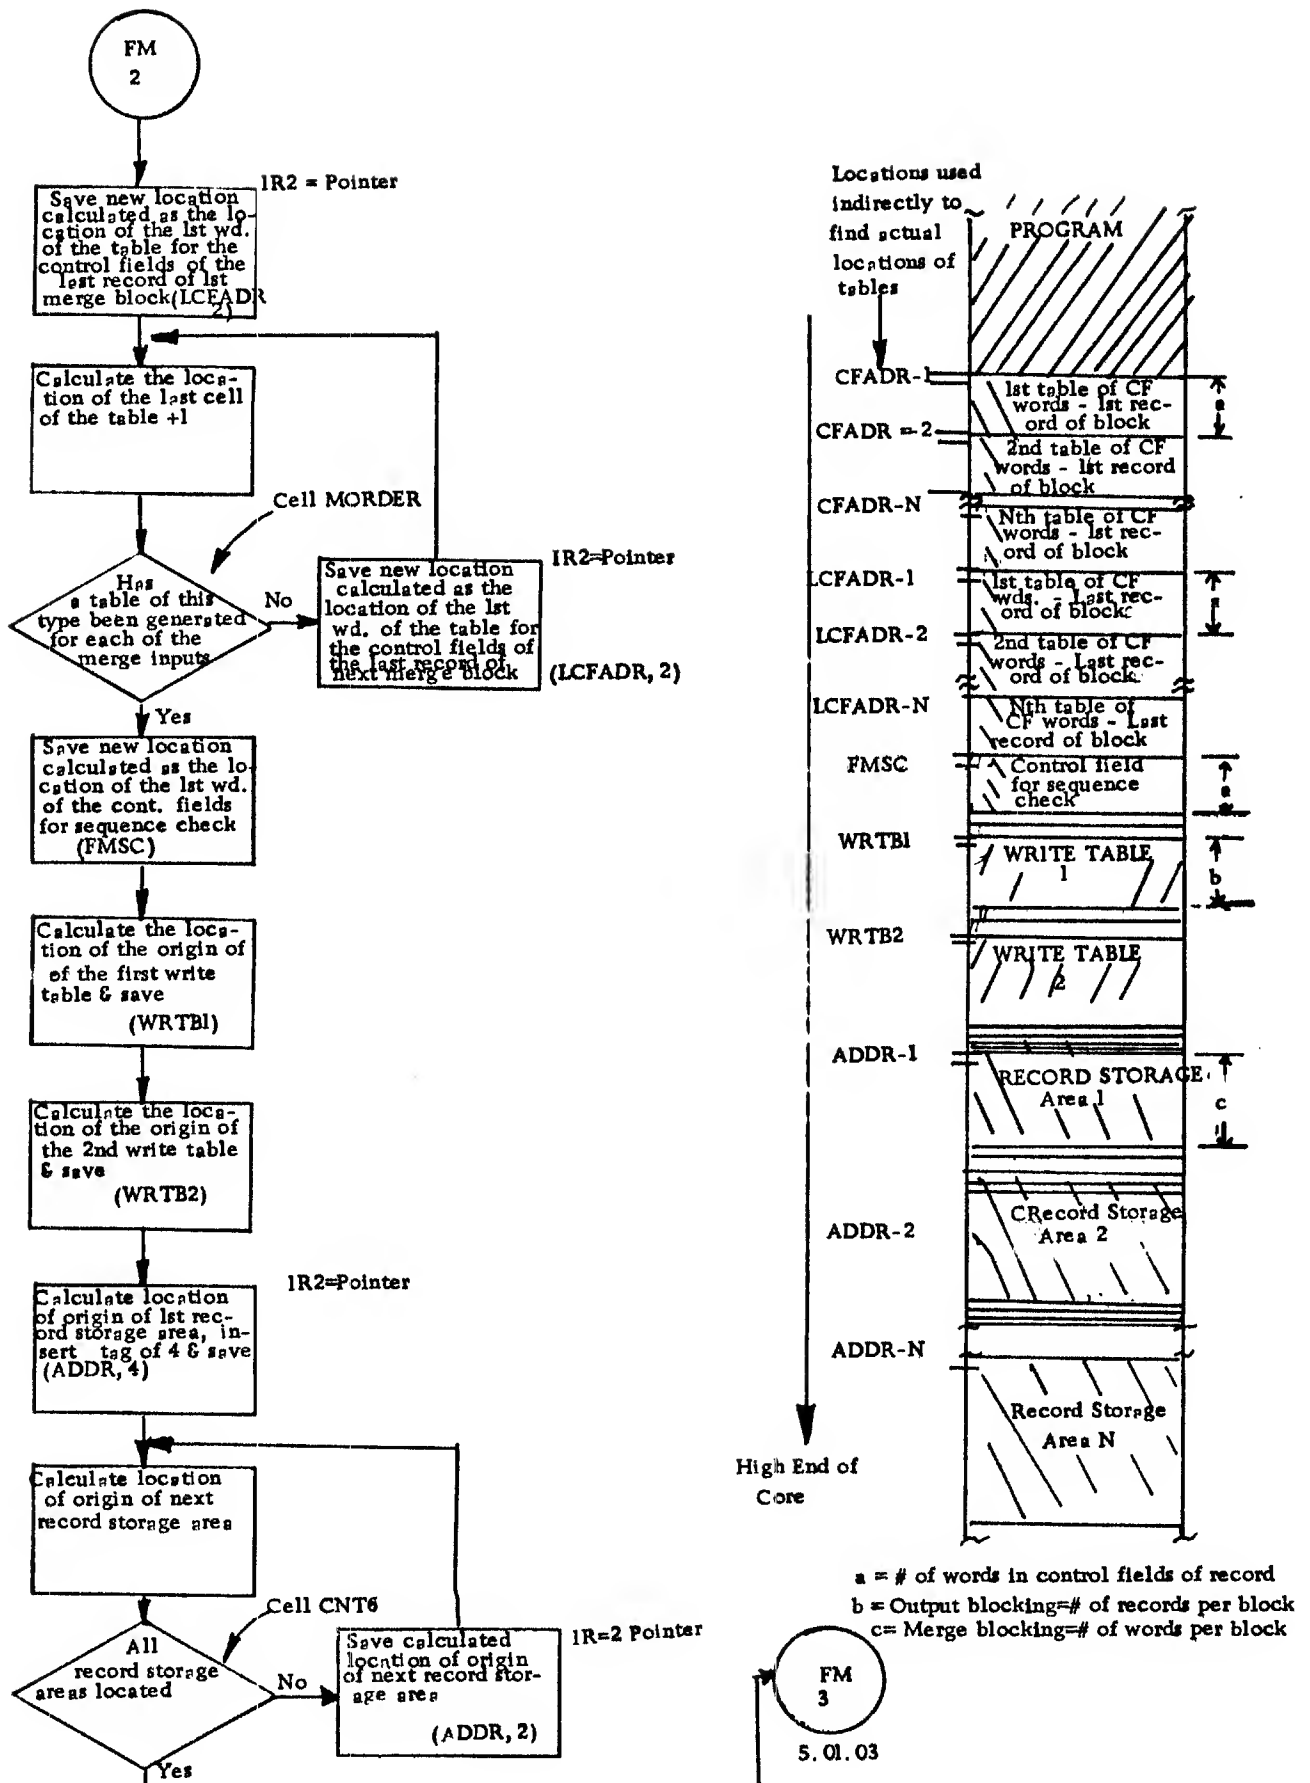 FM
2
IR2 = Pointer
Save new location
calculated as the lo-
cation of the 1st wd.
of the table for the
control fields of the
last record of 1st
merge block(LCFADR
2)
Calculate the loca-
tion of the last cell
of the table +1
Cell MORDER
Has
a table of this
type been generated
for each of the
merge inputs
No
IR2=Pointer
Save new location
calculated as the
location of the 1st
wd. of the table for
the control fields of
the last record of
next merge block
(LCFADR, 2)
Yes
Save new location
calculated as the lo-
cation of the 1st wd.
of the cont. fields
for sequence check
(FMSC)
Calculate the loca-
tion of the origin of
of the first write
table & save
(WRTB1)
Calculate the loca-
tion of the origin of
the 2nd write table
& save
(WRTB2)
IR2=Pointer
Calculate location
of origin of 1st rec-
ord storage area, in-
sert tag of 4 & save
(ADDR, 4)
Calculate location
of origin of next
record storage area
Cell CNT6
All
record storage
areas located
No
IR=2 Pointer
Save calculated
location of origin
of next record stor-
age area
(ADDR, 2)
Yes
Locations used
indirectly to
find actual
locations of
tables
PROGRAM
CFADR-1
1st table of CF
words - 1st rec-
ord of block
a
CFADR = 2
2nd table of CF
words - 1st record
of block
CFADR-N
Nth table of CF
words - 1st rec-
ord of block
LCFADR-1
1st table of CF
wds. - Last rec-
ord of block
a
LCFADR-2
2nd table of CF
words - Last rec-
ord of block
LCFADR-N
Nth table of
CF words - Last
record of block
FMSC
Control field
for sequence
check
a
WRTB1
WRITE TABLE
1
b
WRTB2
WRITE TABLE
2
ADDR-1
RECORD STORAGE
Area 1
c
ADDR-2
CRecord Storage
Area 2
ADDR-N
Record Storage
Area N
High End of
Core
a = # of words in control fields of record
b = Output blocking=# of records per block
c= Merge blocking=# of words per block
FM
3
5. 01. 03